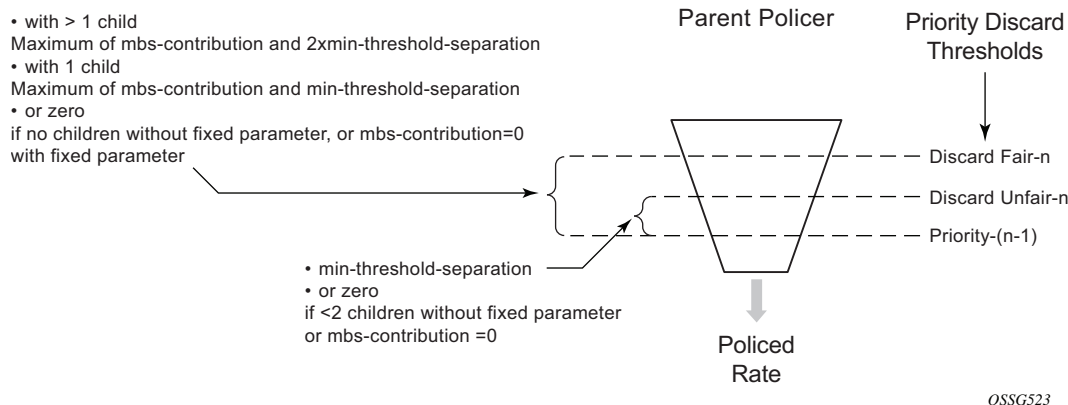 • with > 1 child
Maximum of mbs-contribution and 2xmin-threshold-separation
• with 1 child
Maximum of mbs-contribution and min-threshold-separation
• or zero
if no children without fixed parameter, or mbs-contribution=0
with fixed parameter
Parent Policer
Priority Discard
Thresholds
Discard Fair-n
Discard Unfair-n
Priority-(n-1)
• min-threshold-separation
• or zero
if <2 children without fixed parameter
or mbs-contribution =0
Policed
Rate
OSSG523